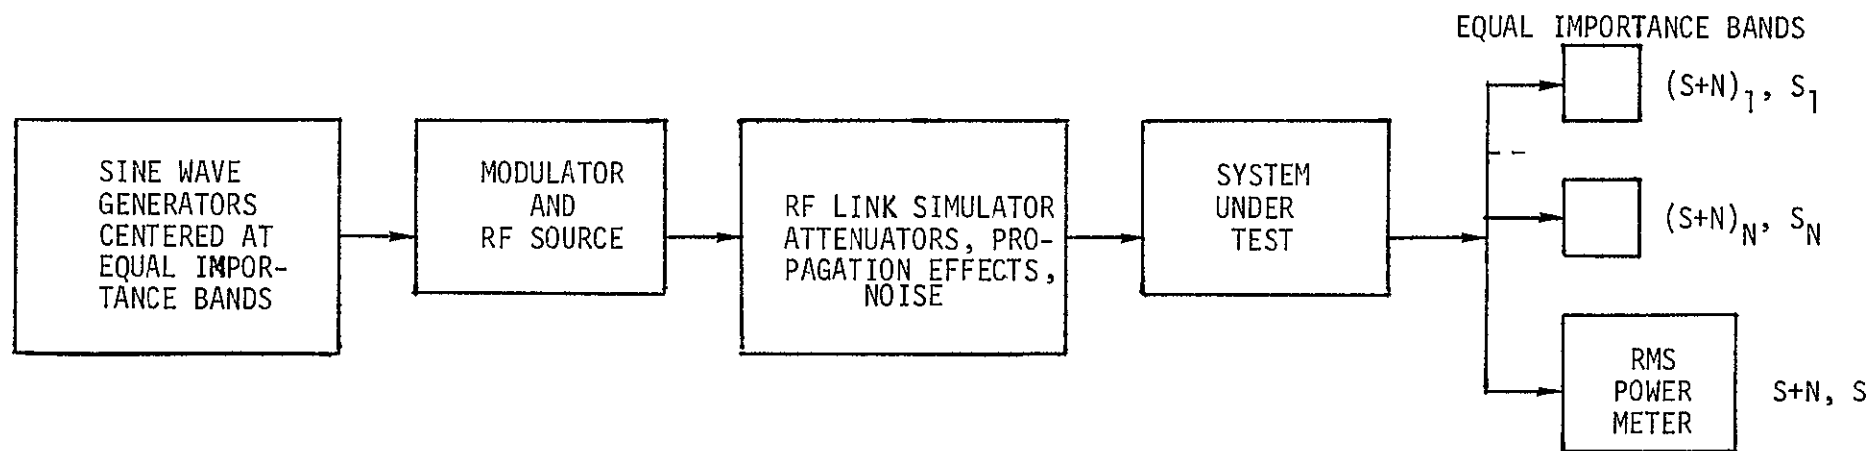 EQUAL IMPORTANCE BANDS
(S+N)1, S1
SINE WAVE
GENERATORS
CENTERED AT
EQUAL IMPOR-
TANCE BANDS
MODULATOR
AND
RF SOURCE
RF LINK SIMULATOR
ATTENUATORS, PRO-
PAGATION EFFECTS,
NOISE
SYSTEM
UNDER
TEST
(S+N)N, SN
RMS
POWER
METER
S+N, S